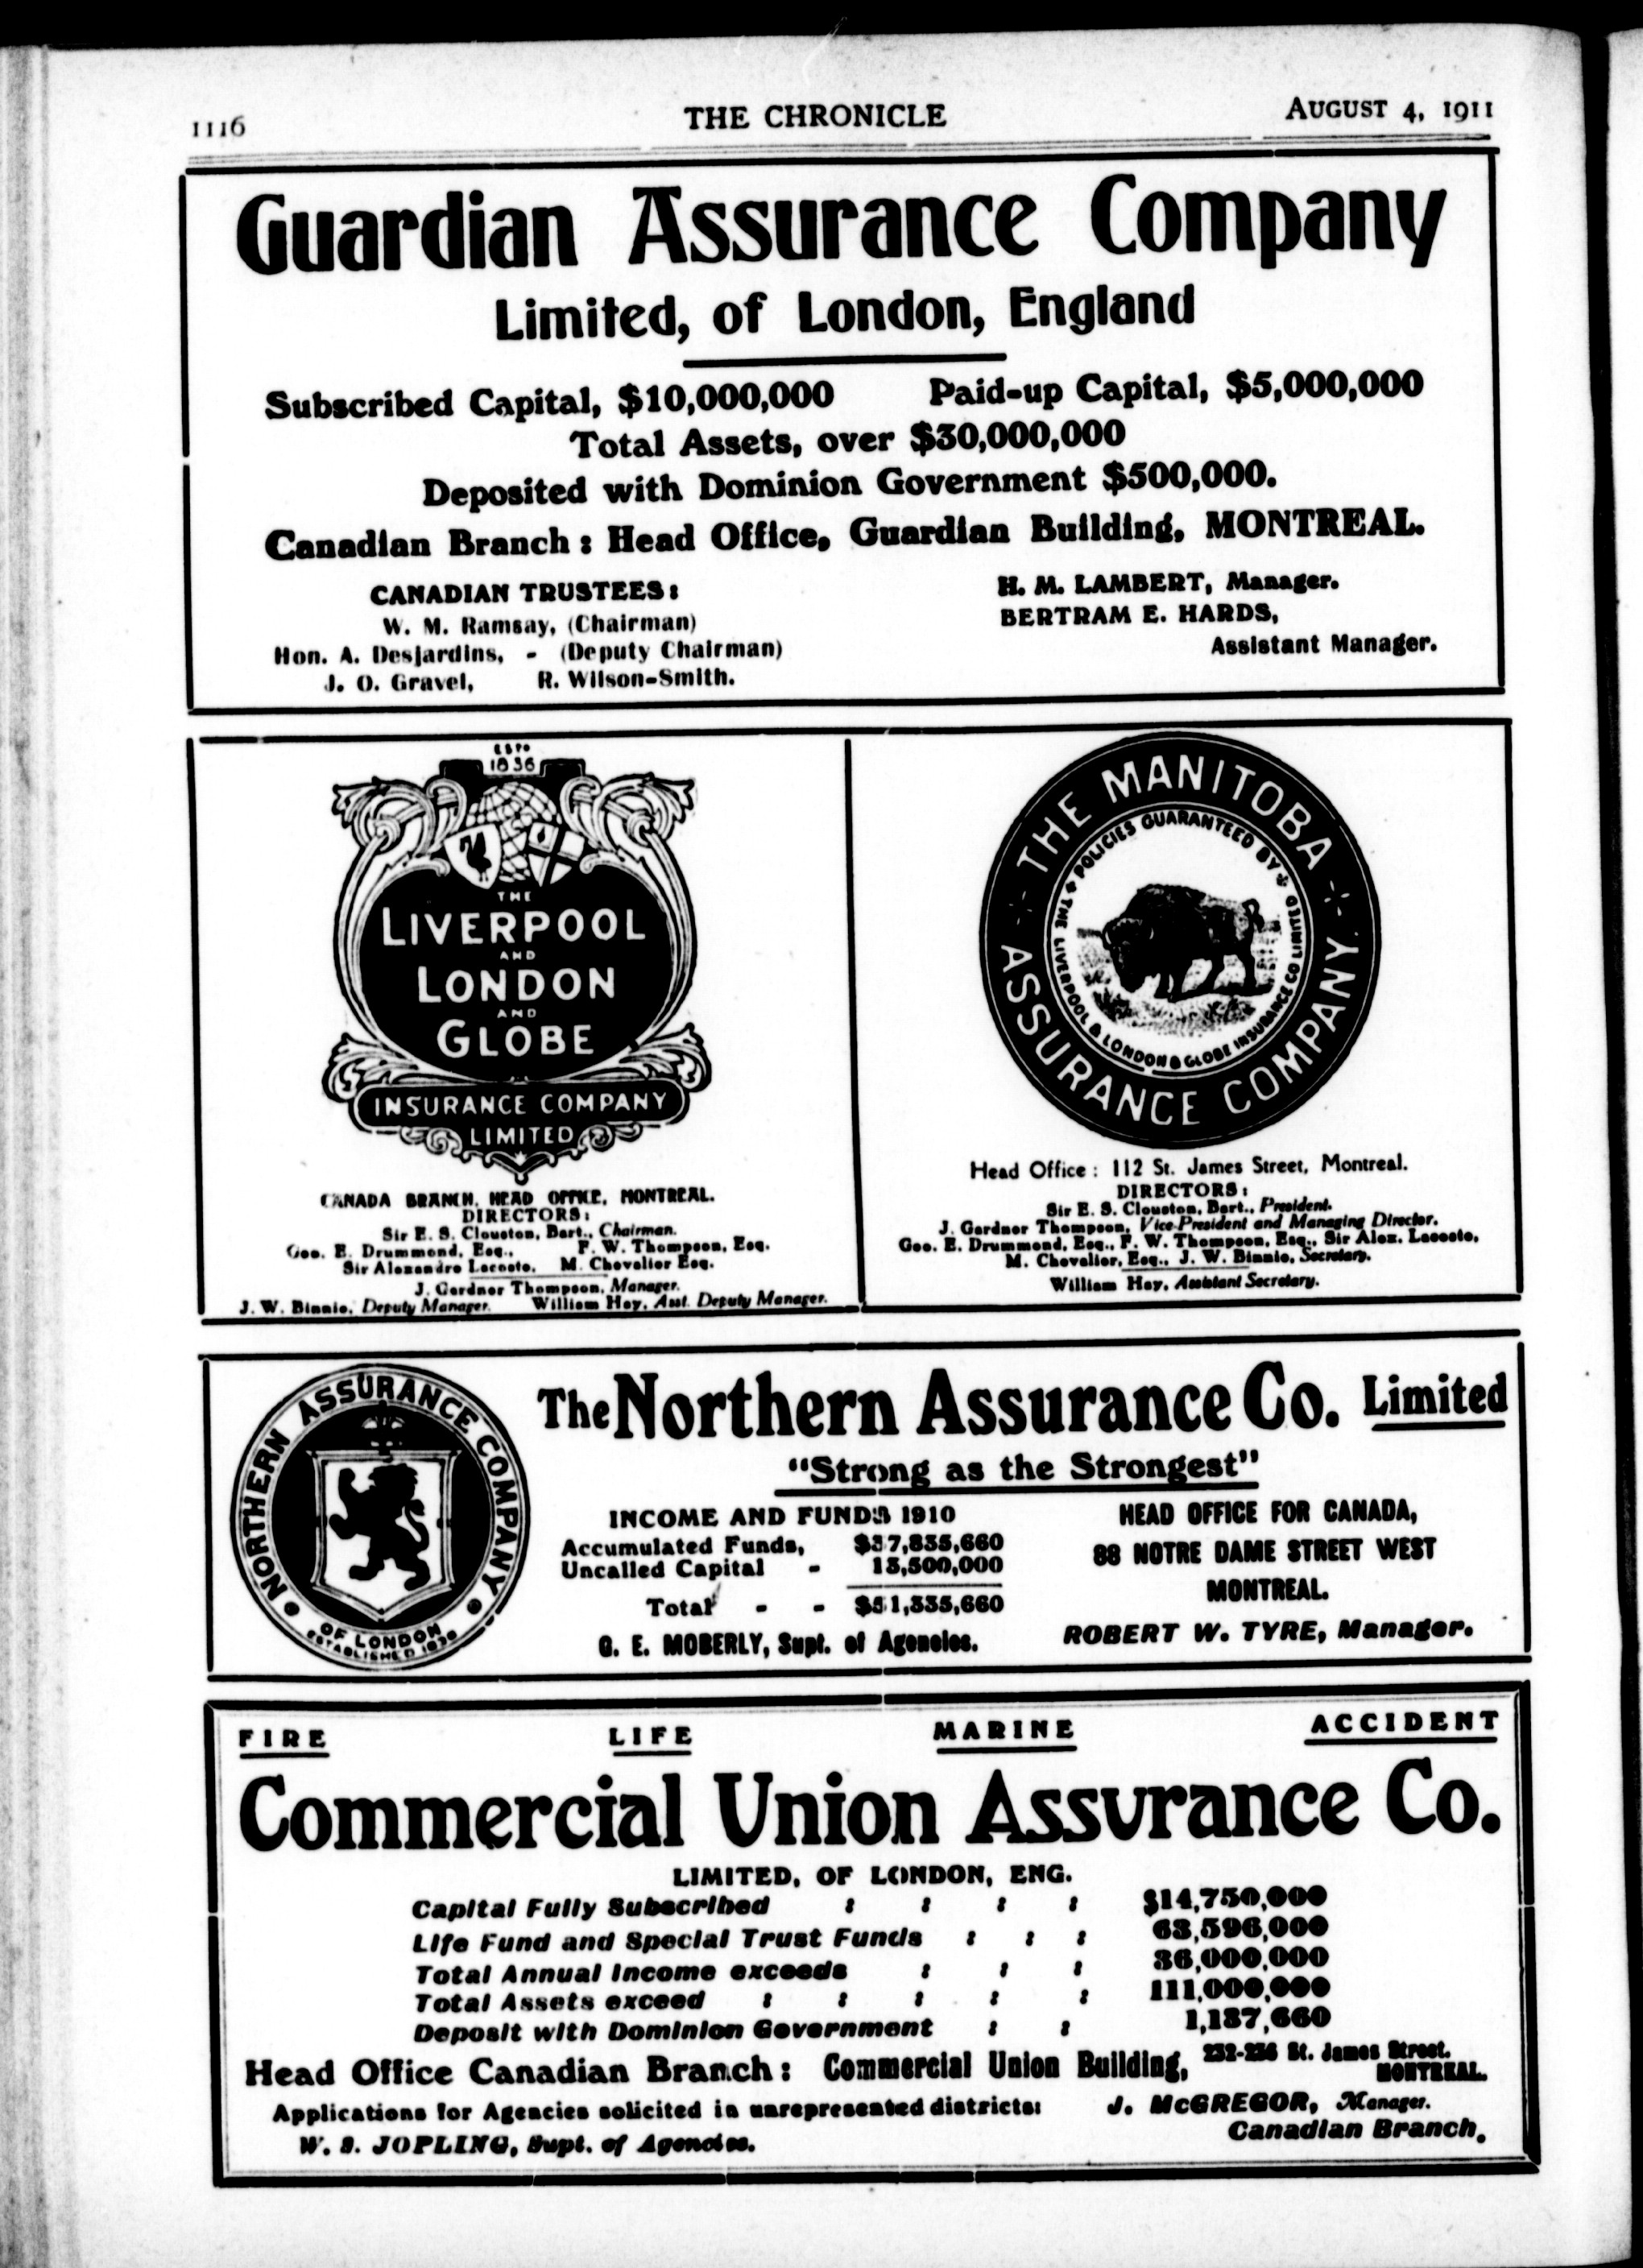 1116
THE CHRONICLE
AUGUST 4, 1911
Guardian Assurance Company
Limited, of London, England
Subscribed Capital, $10,000,000 Paid-up Capital, $5,000,000
Total Assets, over $30,000,000
Deposited with Dominion Government $500,000.
Canadian Branch: Head Office, Guardian Building, MONTREAL.
CANADIAN TRUSTEES:
W. M. Ramsay, (Chairman)
Hon. A. Desjardins, - (Deputy Chairman)
J. O. Gravel, R. Wilson-Smith.
H. M. LAMBERT, Manager.
BERTRAM E. HARDS,
Assistant Manager.
ESTD
1836
THE
LIVERPOOL
AND
LONDON
AND
GLOBE
INSURANCE COMPANY
LIMITED
CANADA BRANCH, HEAD OFFICE, MONTREAL.
DIRECTORS:
Sir E. S. Clouston, Bart., Chairman.
Geo. E. Drummond, Esq., F. W. Thompson, Esq.
Sir Alexandre Lacoste, M. Chevalier Esq.
J. Gardner Thompson, Manager.
J. W. Binnie, Deputy Manager. William Hay, Asst. Deputy Manager.
THE MANITOBA ASSURANCE COMPANY
POLICIES GUARANTEED BY THE LIVERPOOL & LONDON & GLOBE INSURANCE CO LIMITED
Head Office: 112 St. James Street, Montreal.
DIRECTORS:
Sir E. S. Clouston, Bart., President.
J. Gardner Thompson, Vice-President and Managing Director.
Geo. E. Drummond, Esq., F. W. Thompson, Esq., Sir Alex. Lacoste,
M. Chevalier, Esq., J. W. Binnie, Secretary.
William Hay, Assistant Secretary.
NORTHERN ASSURANCE COMPANY
OF LONDON
ESTABLISHED 1836
The Northern Assurance Co. Limited
"Strong as the Strongest"
INCOME AND FUNDS 1910
Accumulated Funds, $37,835,660
Uncalled Capital - 13,500,000
Total - - $51,335,660
G. E. MOBERLY, Supt. of Agencies.
HEAD OFFICE FOR CANADA,
88 NOTRE DAME STREET WEST
MONTREAL.
ROBERT W. TYRE, Manager.
FIRE LIFE MARINE ACCIDENT
Commercial Union Assurance Co.
LIMITED, OF LONDON, ENG.
Capital Fully Subscribed : : : : $14,750,000
Life Fund and Special Trust Funds : : : 63,596,000
Total Annual Income exceeds : : : 36,000,000
Total Assets exceed : : : : : 111,000,000
Deposit with Dominion Government : : 1,137,660
Head Office Canadian Branch: Commercial Union Building, 232-236 St. James Street,
MONTREAL.
Applications for Agencies solicited in unrepresented districts:
W. S. JOPLING, Supt. of Agencies.
J. McGREGOR, Manager.
Canadian Branch.